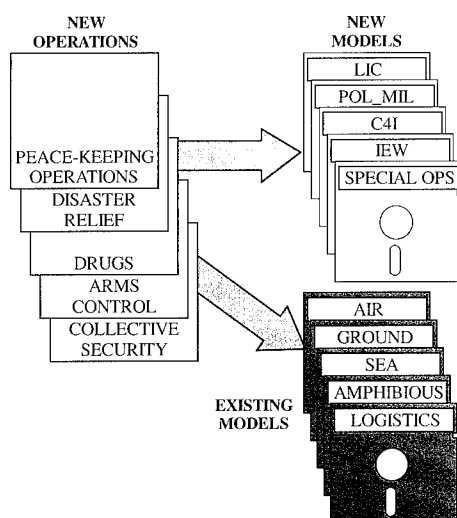 NEW
OPERATIONS
PEACE-KEEPING
OPERATIONS
DISASTER
RELIEF
DRUGS
ARMS
CONTROL
COLLECTIVE
SECURITY
NEW
MODELS
LIC
POL_MIL
C4I
IEW
SPECIAL OPS
EXISTING
MODELS
AIR
GROUND
SEA
AMPHIBIOUS
LOGISTICS